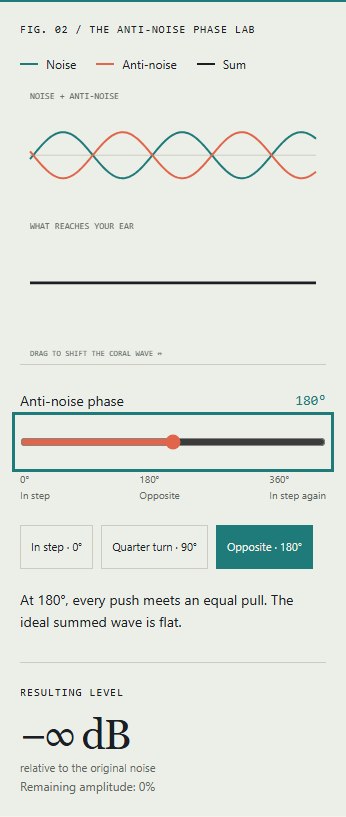 FIG. 02 / THE ANTI-NOISE PHASE LAB
Noise Anti-noise Sum
NOISE + ANTI-NOISE
WHAT REACHES YOUR EAR
DRAG TO SHIFT THE CORAL WAVE ↔
Anti-noise phase 180°
0° 180° 360°
In step Opposite In step again
In step · 0° Quarter turn · 90° Opposite · 180°
At 180°, every push meets an equal pull. The
ideal summed wave is flat.
RESULTING LEVEL
−∞ dB
relative to the original noise
Remaining amplitude: 0%